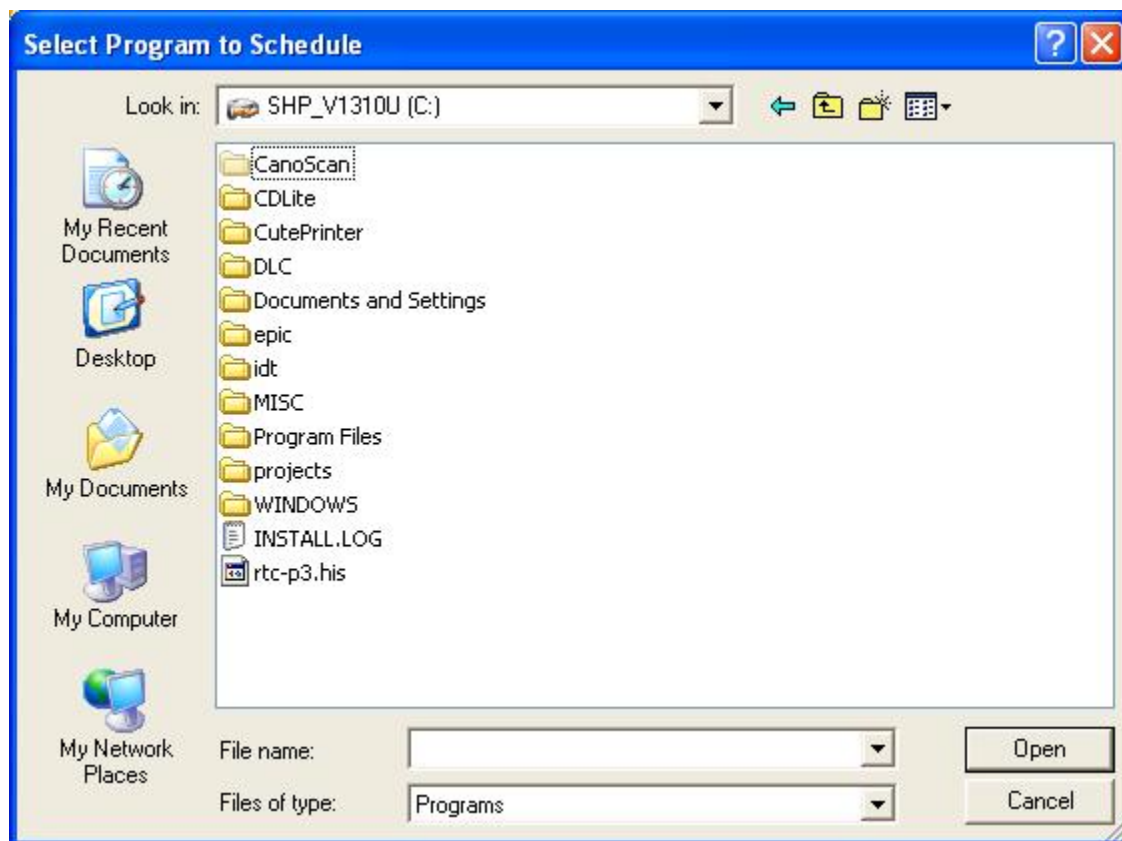 Select Program to Schedule
Look in:
SHP_V1310U (C:)
My Recent
Documents
Desktop
My Documents
My Computer
My Network
Places
CanoScan
CDLite
CutePrinter
DLC
Documents and Settings
epic
idt
MISC
Program Files
projects
WINDOWS
INSTALL.LOG
rtc-p3.his
File name:
Open
Files of type:
Programs
Cancel